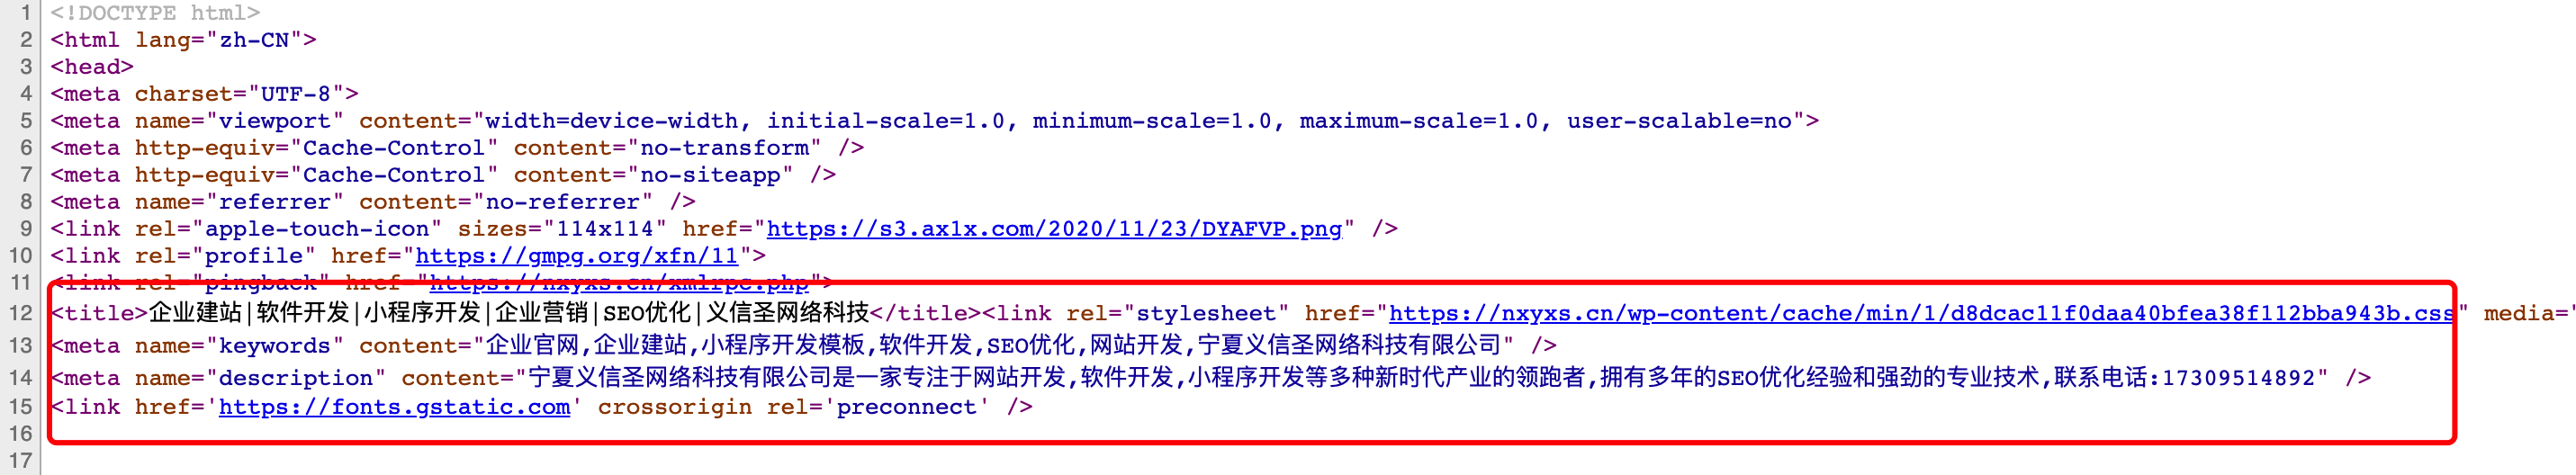 1 <!DOCTYPE html>
2 <html lang="zh-CN">
3 <head>
4 <meta charset="UTF-8">
5 <meta name="viewport" content="width=device-width, initial-scale=1.0, minimum-scale=1.0, maximum-scale=1.0, user-scalable=no">
6 <meta http-equiv="Cache-Control" content="no-transform" />
7 <meta http-equiv="Cache-Control" content="no-siteapp" />
8 <meta name="referrer" content="no-referrer" />
9 <link rel="apple-touch-icon" sizes="114x114" href="https://s3.ax1x.com/2020/11/23/DYAFVP.png" />
10 <link rel="profile" href="https://gmpg.org/xfn/11">
11 <link rel="pingback" href="https://nxyxs.cn/xmlrpc.php">
12 <title>企业建站|软件开发|小程序开发|企业营销|SEO优化|义信圣网络科技</title><link rel="stylesheet" href="https://nxyxs.cn/wp-content/cache/min/1/d8dcac11f0daa40bfea38f112bba943b.css" media="
13 <meta name="keywords" content="企业官网,企业建站,小程序开发模板,软件开发,SEO优化,网站开发,宁夏义信圣网络科技有限公司" />
14 <meta name="description" content="宁夏义信圣网络科技有限公司是一家专注于网站开发,软件开发,小程序开发等多种新时代产业的领跑者,拥有多年的SEO优化经验和强劲的专业技术,联系电话:17309514892" />
15 <link href='https://fonts.gstatic.com' crossorigin rel='preconnect' />
16
17